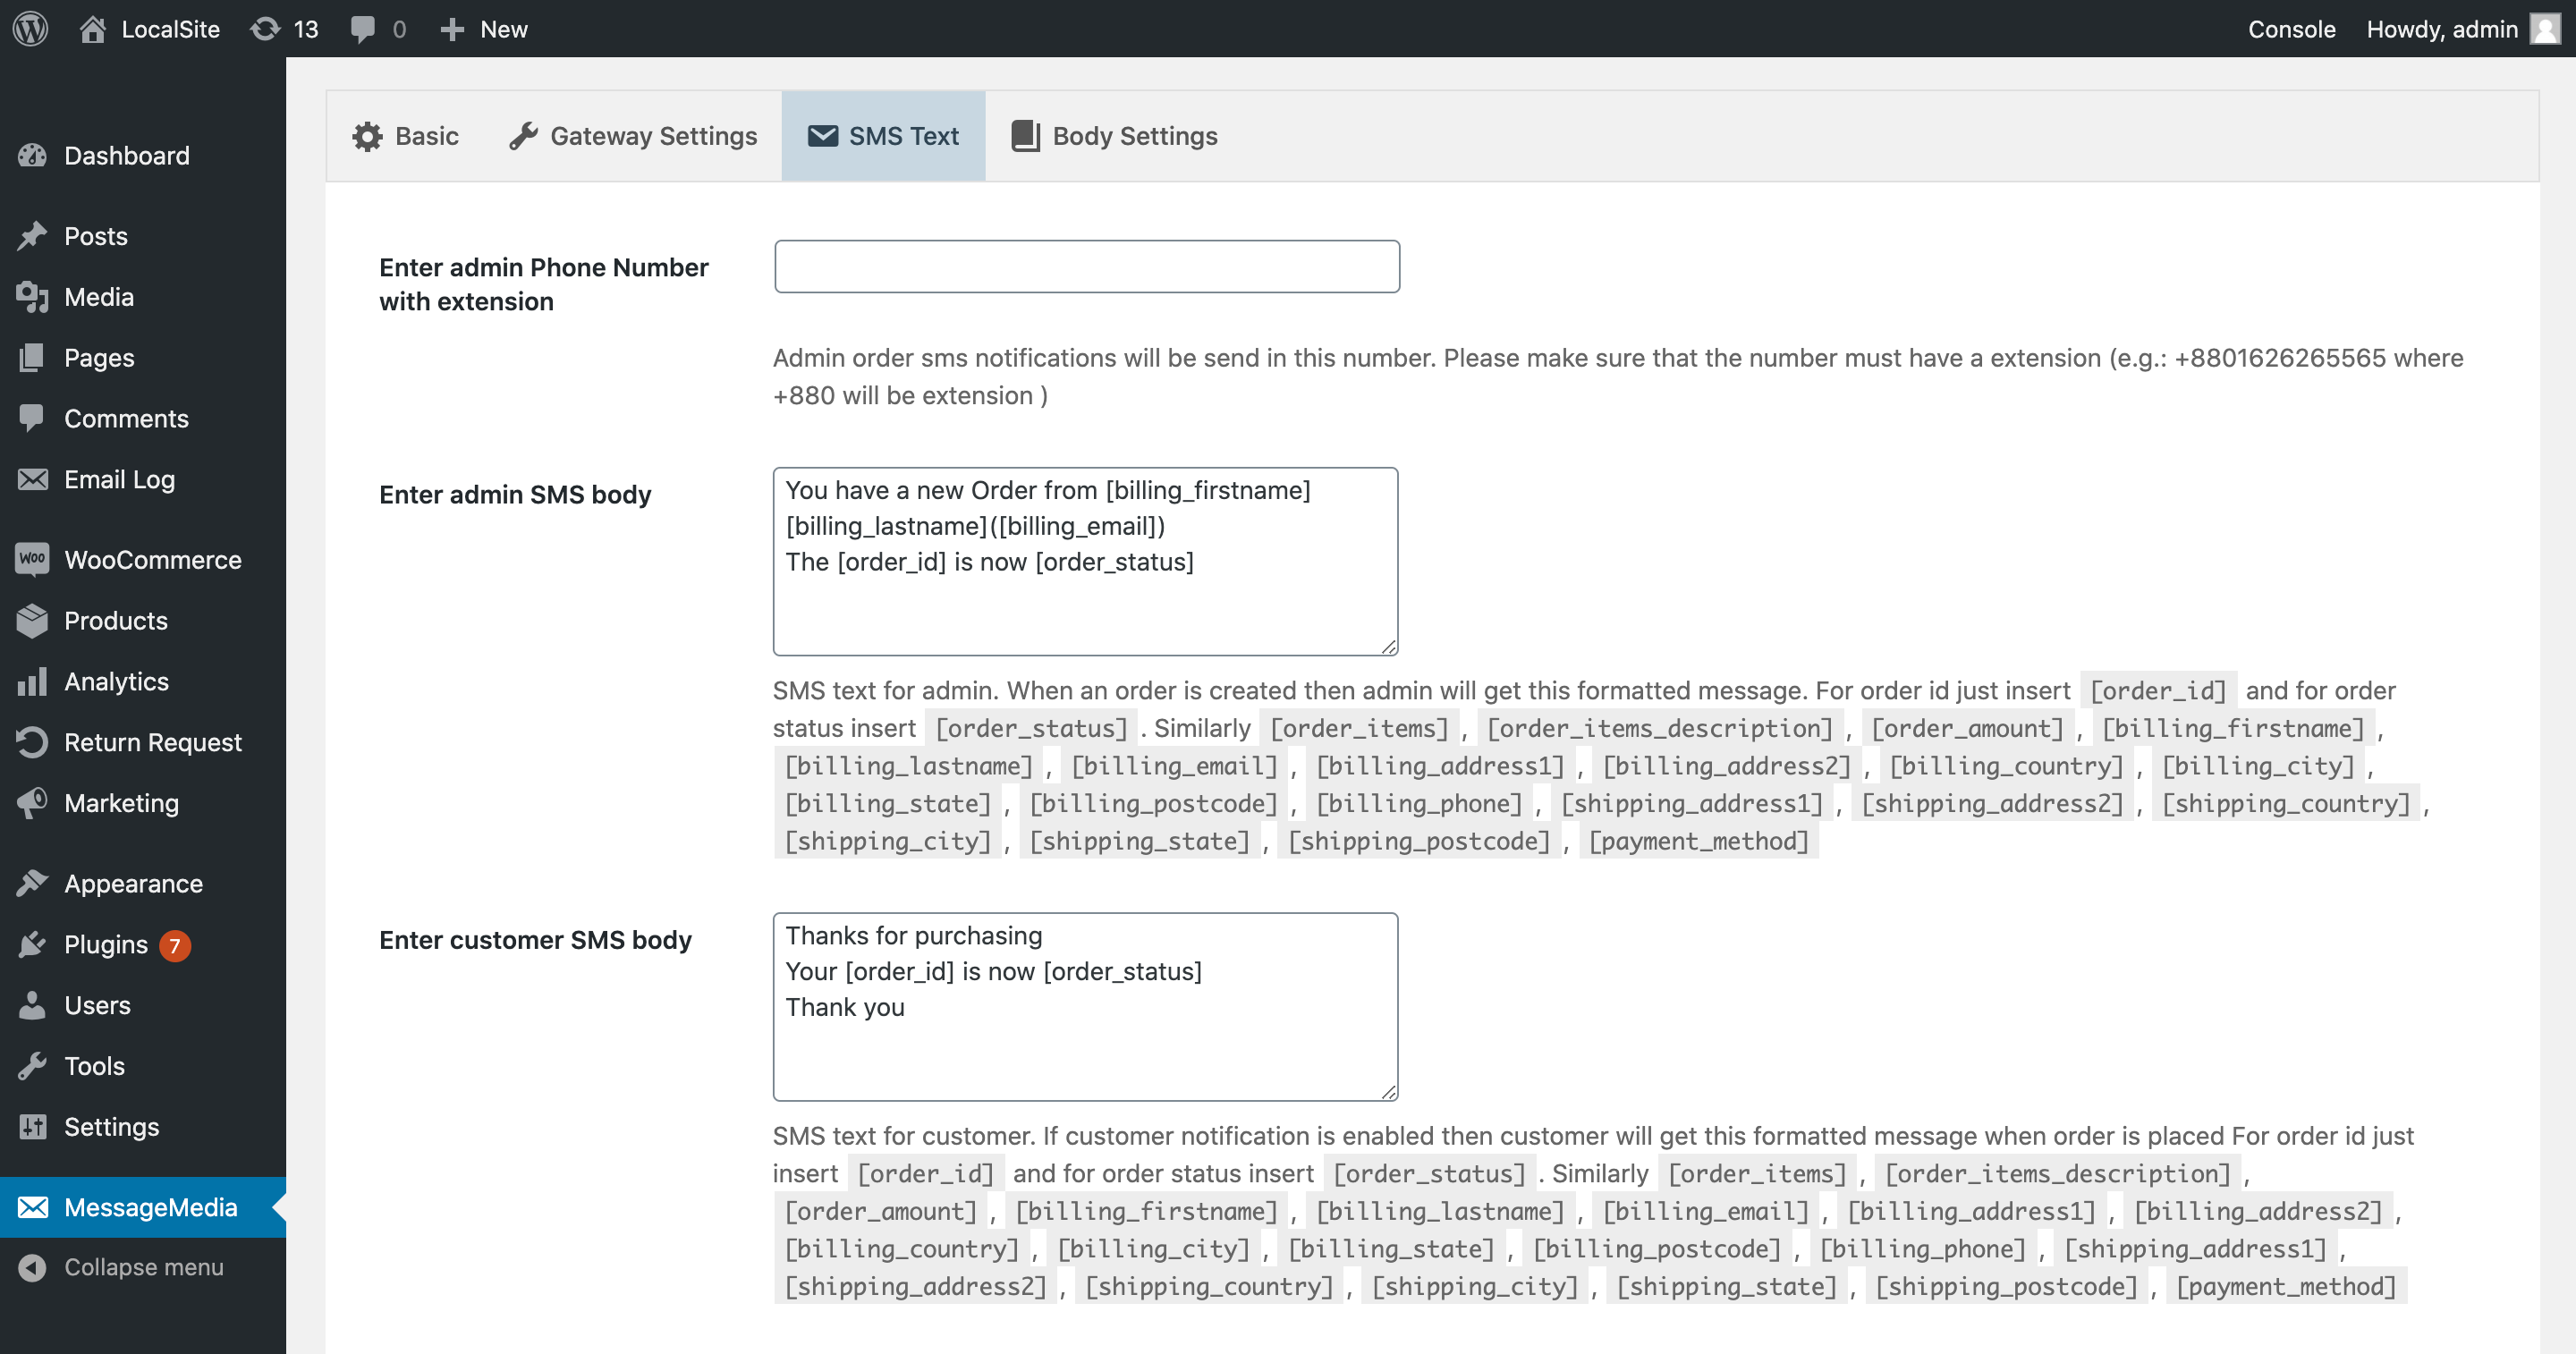 LocalSite 13 0 New Console Howdy, admin
Dashboard
Posts
Media
Pages
Comments
Email Log
Woo WooCommerce
Products
Analytics
Return Request
Marketing
Appearance
Plugins 7
Users
Tools
Settings
MessageMedia
Collapse menu
Basic Gateway Settings SMS Text Body Settings
Enter admin Phone Number
with extension
Admin order sms notifications will be send in this number. Please make sure that the number must have a extension (e.g.: +8801626265565 where
+880 will be extension )
Enter admin SMS body
You have a new Order from [billing_firstname]
[billing_lastname]([billing_email])
The [order_id] is now [order_status]
SMS text for admin. When an order is created then admin will get this formatted message. For order id just insert [order_id] and for order
status insert [order_status] . Similarly [order_items] , [order_items_description] , [order_amount] , [billing_firstname] ,
[billing_lastname] , [billing_email] , [billing_address1] , [billing_address2] , [billing_country] , [billing_city] ,
[billing_state] , [billing_postcode] , [billing_phone] , [shipping_address1] , [shipping_address2] , [shipping_country] ,
[shipping_city] , [shipping_state] , [shipping_postcode] , [payment_method]
Enter customer SMS body
Thanks for purchasing
Your [order_id] is now [order_status]
Thank you
SMS text for customer. If customer notification is enabled then customer will get this formatted message when order is placed For order id just
insert [order_id] and for order status insert [order_status] . Similarly [order_items] , [order_items_description] ,
[order_amount] , [billing_firstname] , [billing_lastname] , [billing_email] , [billing_address1] , [billing_address2] ,
[billing_country] , [billing_city] , [billing_state] , [billing_postcode] , [billing_phone] , [shipping_address1] ,
[shipping_address2] , [shipping_country] , [shipping_city] , [shipping_state] , [shipping_postcode] , [payment_method]